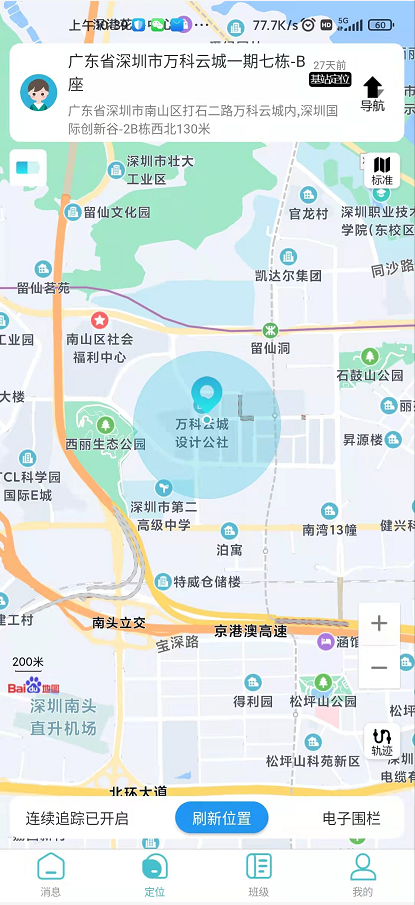 77.7K/s
HD
5G
60
广东省深圳市万科云城一期七栋-B
座
27天前
基站定位
导航
广东省深圳市南山区打石二路万科云城内,深圳国
际创新谷-2B栋西北130米
标准
深圳市壮大
工业区
留仙文化园
官龙村
深圳职业技术
学院(东校区
凯达尔集团
同沙路
留仙茗苑
工业园
南山区社会
福利中心
留仙洞
石鼓山公园
大楼
万科云城
设计公社
西丽生态公园
昇源楼
TCL科学园
国际E城
深圳市第二
高级中学
南湾13幢
健兴科
泊寓
特威仓储楼
建工村
南头立交
京港澳高速
宝深路
涵馆
200米
Bai du 地图
得利园
松坪山公园
深圳南头
直升机场
轨迹
松坪山科苑新区
电缆有
北环大道
连续追踪已开启
刷新位置
电子围栏
消息
定位
班级
我的